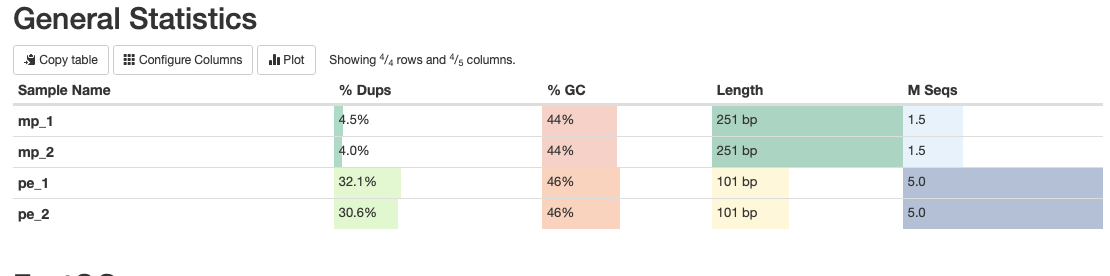 General Statistics
Copy table Configure Columns Plot Showing 4/4 rows and 4/5 columns.
Sample Name % Dups % GC Length M Seqs
mp_1 4.5% 44% 251 bp 1.5
mp_2 4.0% 44% 251 bp 1.5
pe_1 32.1% 46% 101 bp 5.0
pe_2 30.6% 46% 101 bp 5.0